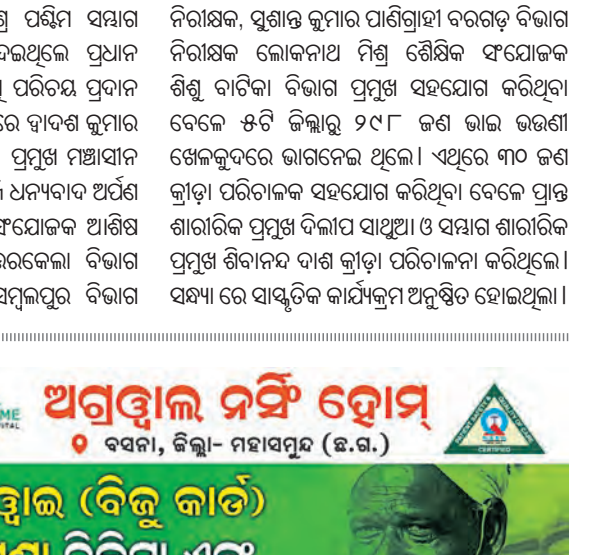 ଶ୍ର ପଶ୍ଚିମ ସମ୍ଭାଗ
ଦେଇଥିଲେ ପ୍ରଧାନ
ପରିଚୟ ପ୍ରଦାନ
ରେ ଦ୍ୱାଦଶ କୁମାର
ପ୍ରମୁଖ ମଞ୍ଚାସୀନ
ଧନ୍ୟବାଦ ଅର୍ପଣ
ସଂଯୋଜକ ଆଶିଷ
ଉରକେଲା ବିଭାଗ
ସମ୍ବଲପୁର ବିଭାଗ
ନିରୀକ୍ଷକ, ସୁଶାନ୍ତ କୁମାର ପାଣିଗ୍ରାହୀ ବରଗଡ଼ ବିଭାଗ
ନିରୀକ୍ଷକ ଲୋକନାଥ ମିଶ୍ର ଶୈକ୍ଷିକ ସଂଯୋଜକ
ଶିଶୁ ବାଟିକା ବିଭାଗ ପ୍ରମୁଖ ସହଯୋଗ କରିଥିବା
ବେଳେ ୫ଟି ଜିଲ୍ଲାରୁ ୨୯୮ ଜଣ ଭାଇ ଭଉଣୀ
ଖେଳକୁଦରେ ଭାଗନେଇ ଥିଲେ। ଏଥିରେ ୩୦ ଜଣ
କ୍ରୀଡ଼ା ପରିଚାଳକ ସହଯୋଗ କରିଥିବା ବେଳେ ପ୍ରାନ୍ତ
ଶାରୀରିକ ପ୍ରମୁଖ ଦିଲୀପ ସାଥୁଆ ଓ ସମ୍ଭାଗ ଶାରୀରିକ
ପ୍ରମୁଖ ଶିବାନନ୍ଦ ଦାଶ କ୍ରୀଡ଼ା ପରିଚାଳନା କରିଥିଲେ।
ସନ୍ଧ୍ୟା ରେ ସାସ୍କୃତିକ କାର୍ଯ୍ୟକ୍ରମ ଅନୁଷ୍ଠିତ ହୋଇଥିଲା।
ଅଗ୍ରୱାଲ ନର୍ସିଂ ହୋମ୍
ବସନା, ଜିଲ୍ଲା- ମହାସମୁନ୍ଦ (ଛ.ଗ.)
CERTIFIED
ୱାଇ (ବିଜୁ କାର୍ଡ)